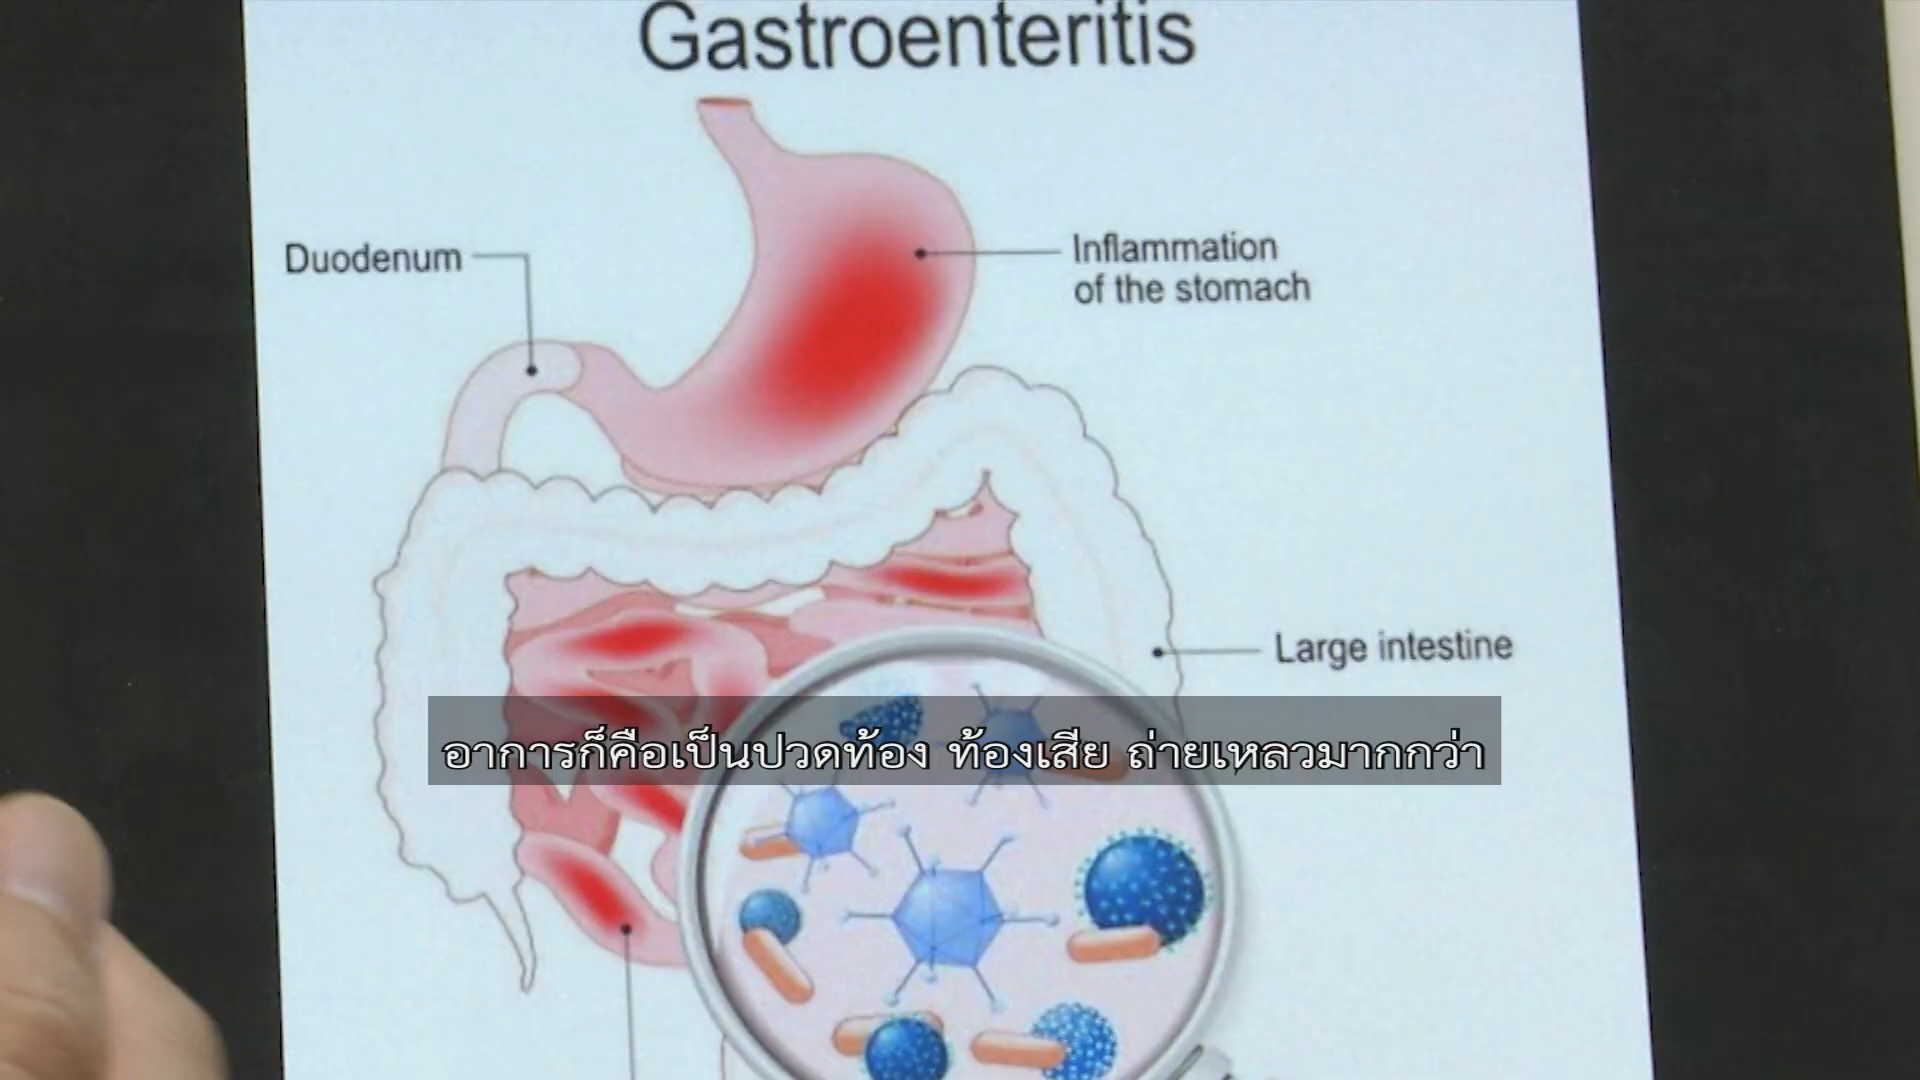 Gastroenteritis
Duodenum
Inflammation
of the stomach
Large intestine
อาการก็คือเป็นปวดท้อง ท้องเสีย ถ่ายเหลวมากกว่า